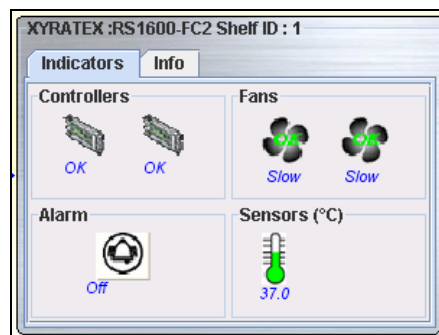 XYRATEX :RS1600-FC2 Shelf ID : 1
Indicators Info
Controllers
OK OK
Fans
OK OK
Slow Slow
Alarm
Off
Sensors (°C)
37.0